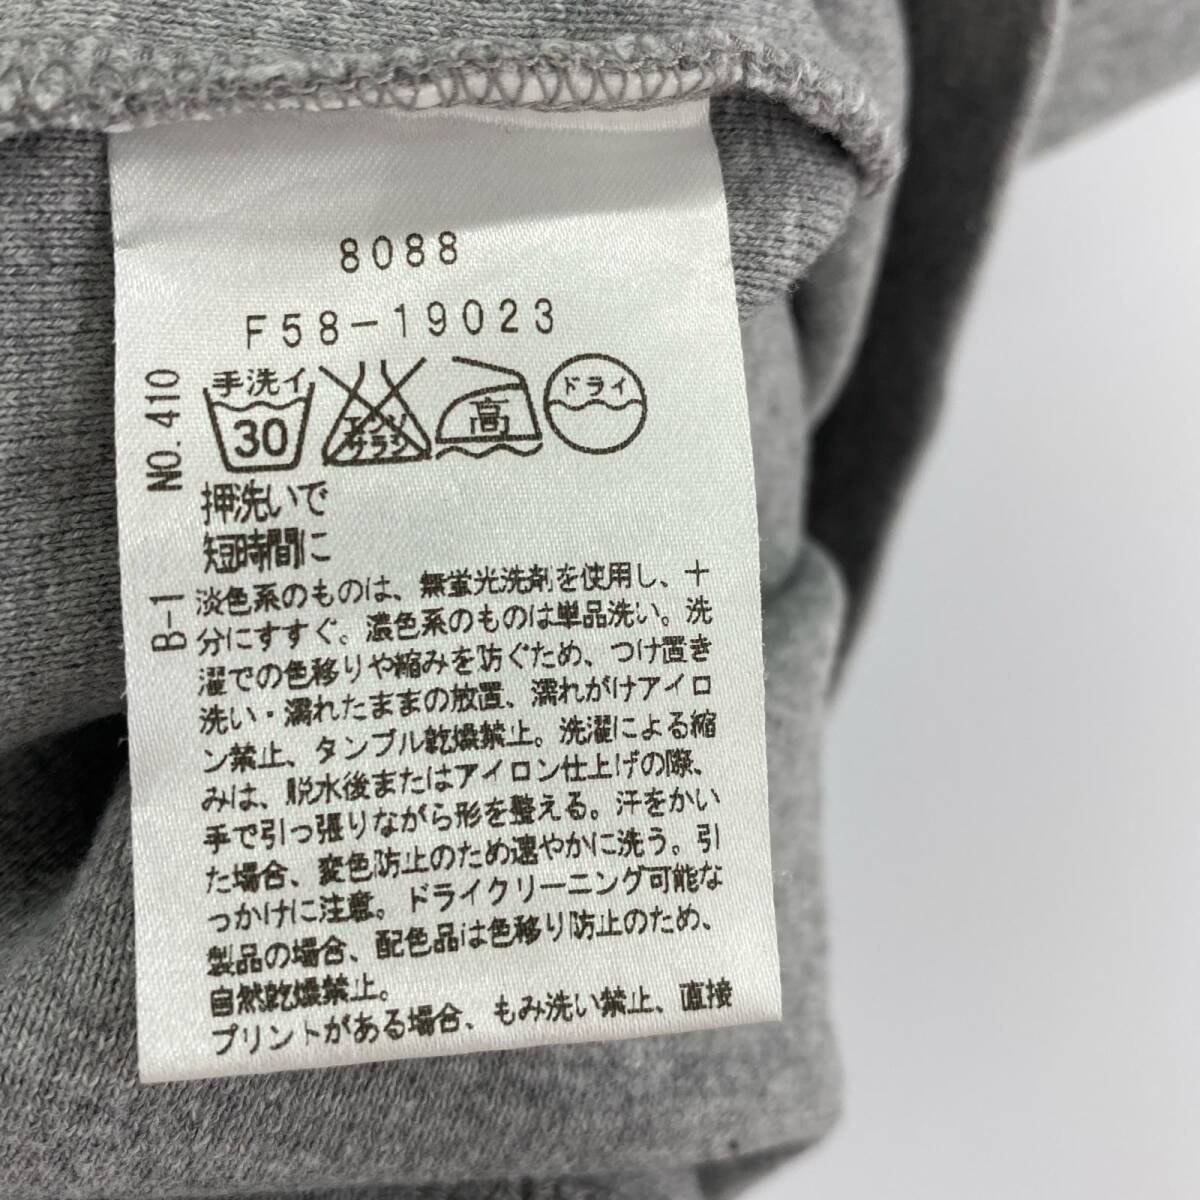 8088
F58-19023
NO.410
B-1
手洗イ
30
エンソ
サラシ
高
ドライ
押洗いで
短時間に
淡色系のものは、無蛍光洗剤を使用し、十
分にすすぐ。濃色系のものは単品洗い。洗
濯での色移りや縮みを防ぐため、つけ置き
洗い・濡れたままの放置、濡れがけアイロ
ン禁止、タンブル乾燥禁止。洗濯による縮
みは、脱水後またはアイロン仕上げの際、
手で引っ張りながら形を整える。汗をかい
た場合、変色防止のため速やかに洗う。引
っかけに注意。ドライクリーニング可能な
製品の場合、配色品は色移り防止のため、
自然乾燥禁止。
プリントがある場合、もみ洗い禁止、直接